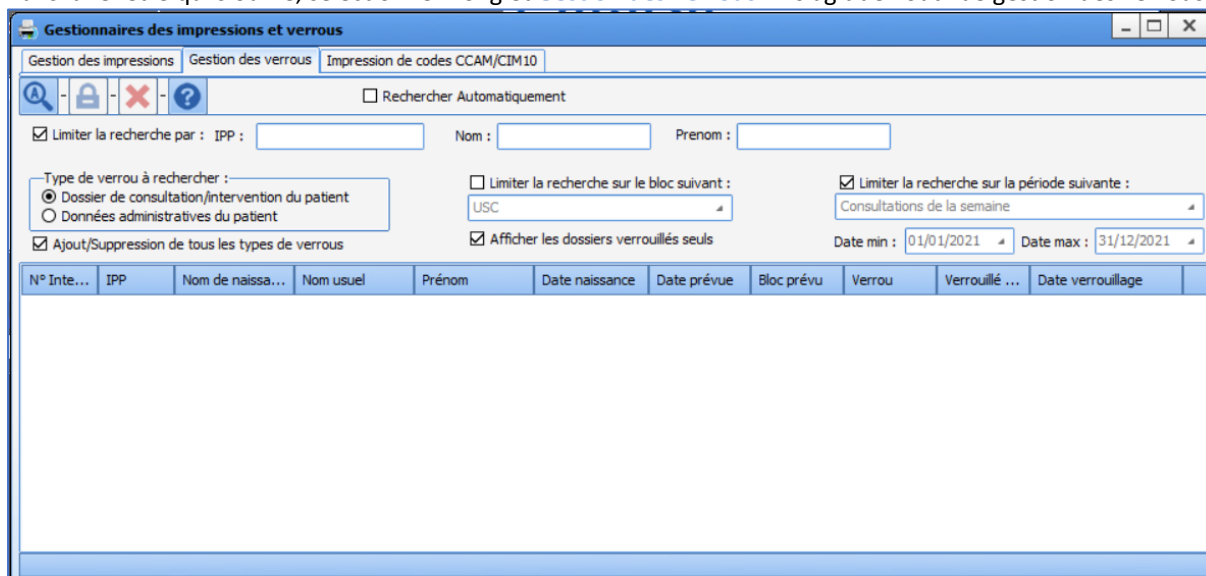 Gestionnaires des impressions et verrous
Gestion des impressions Gestion des verrous Impression de codes CCAM/CIM10
Rechercher Automatiquement
Limiter la recherche par : IPP : Nom : Prenom :
Type de verrou à rechercher :
Dossier de consultation/intervention du patient
Données administratives du patient
Ajout/Suppression de tous les types de verrous
Limiter la recherche sur le bloc suivant :
USC
Afficher les dossiers verrouillés seuls
Limiter la recherche sur la période suivante :
Consultations de la semaine
Date min : 01/01/2021 Date max : 31/12/2021
N° Inte... IPP Nom de naissa... Nom usuel Prénom Date naissance Date prévue Bloc prévu Verrou Verrouillé ... Date verrouillage